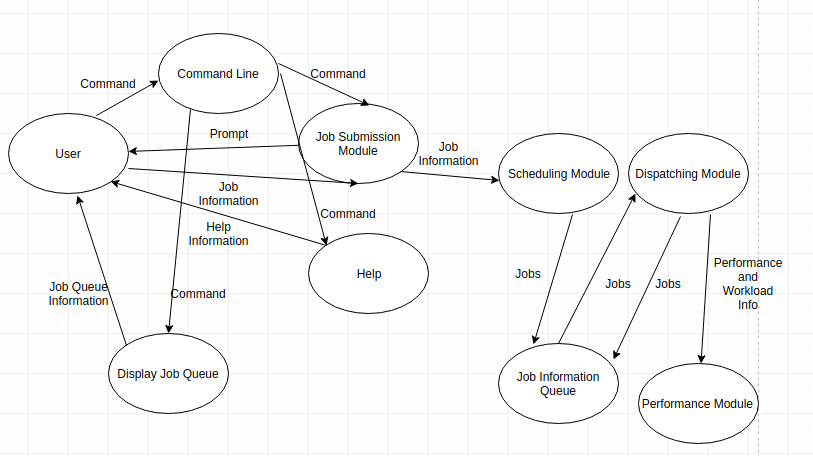 Command Line
Command
Command
User
Prompt
Job Submission
Module
Job
Information
Scheduling Module
Dispatching Module
Job
Information
Command
Help
Information
Help
Performance
and
Workload
Info
Jobs
Jobs
Jobs
Job Queue
Information
Command
Display Job Queue
Job Information
Queue
Performance Module